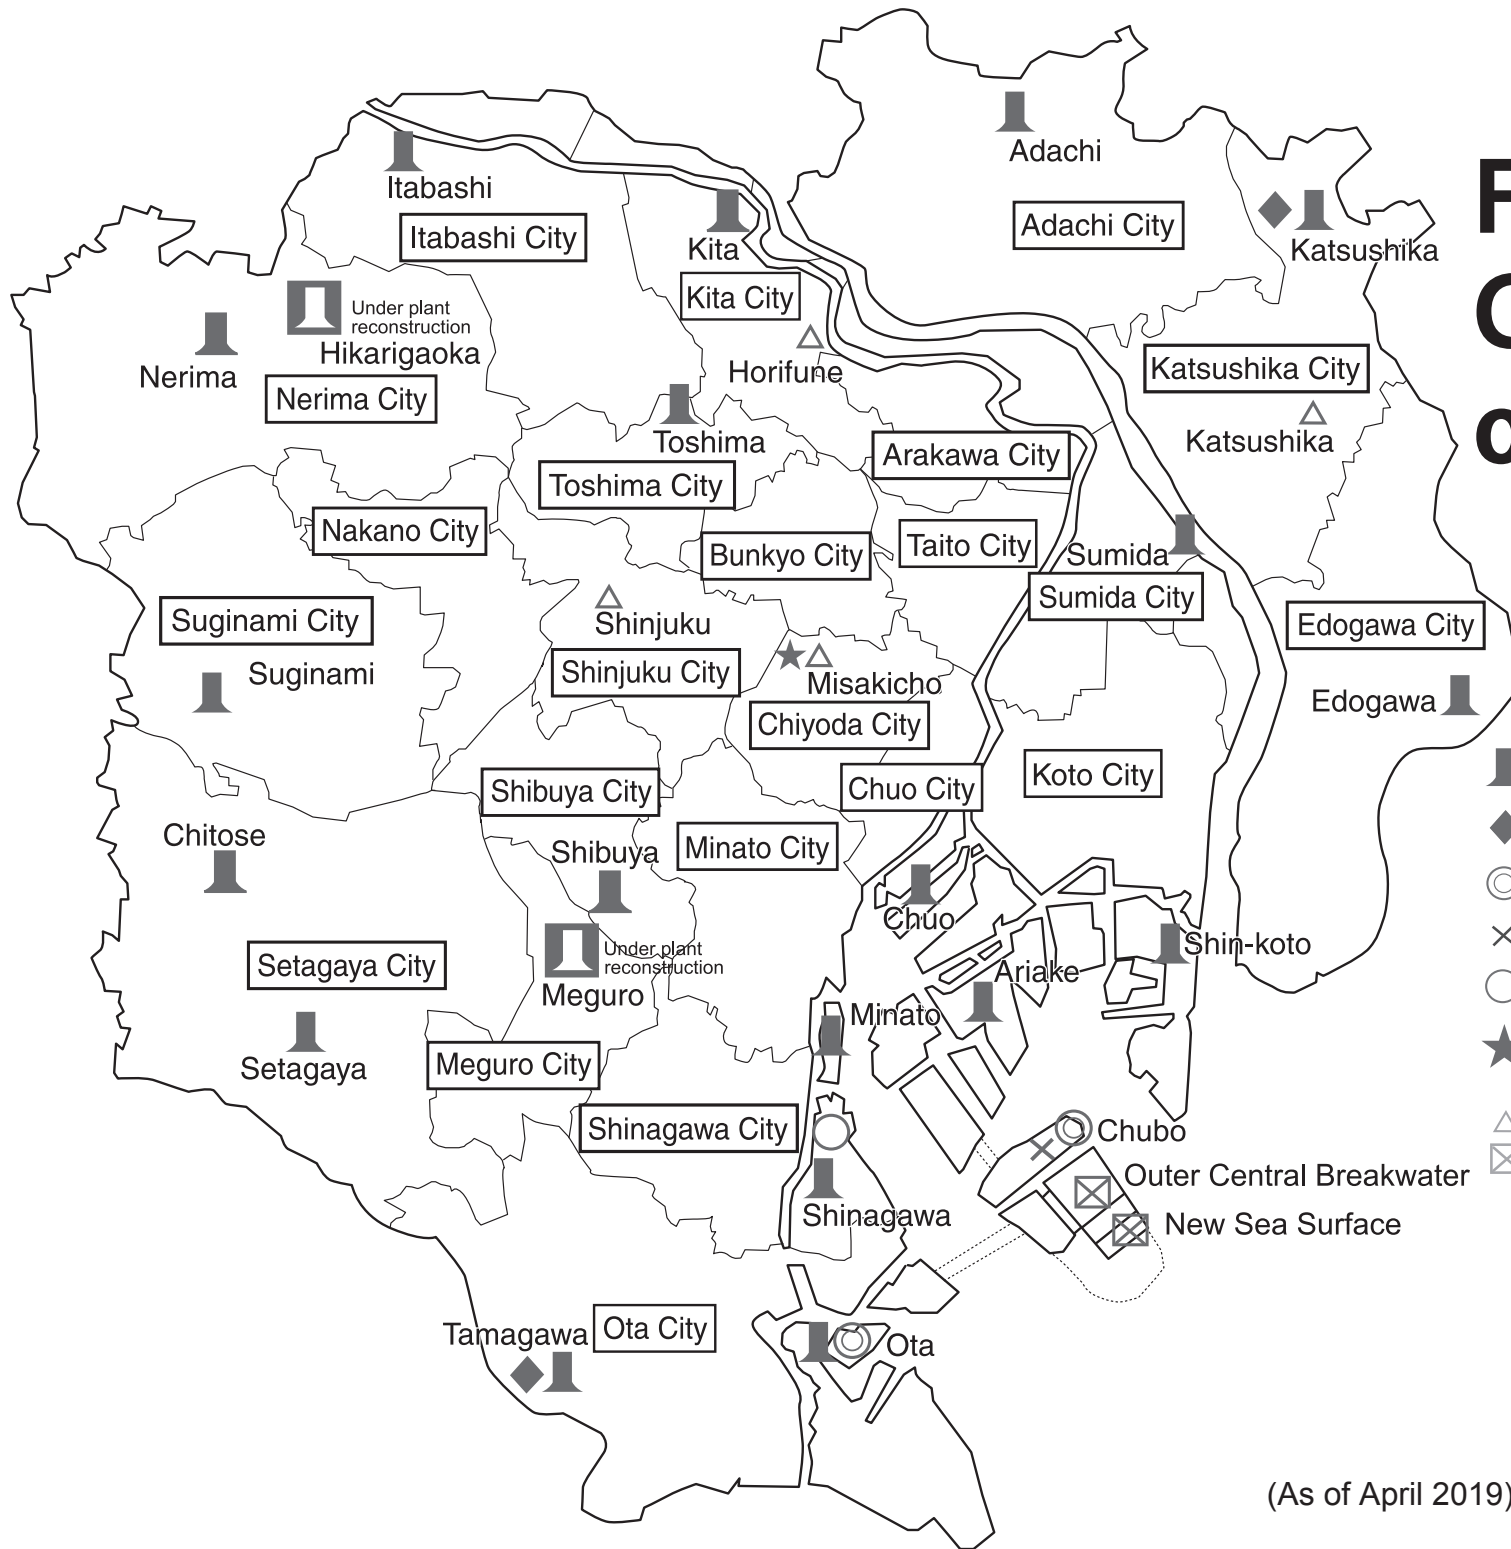 Adachi
Itabashi
Adachi City
Itabashi City
Kita
Katsushika
Kita City
Under plant
reconstruction
Hikarigaoka
Nerima
Nerima City
Horifune
Katsushika City
Toshima
Katsushika
Arakawa City
Toshima City
Nakano City
Bunkyo City
Taito City
Sumida
Sumida City
Suginami City
Shinjuku
Edogawa City
Suginami
Shinjuku City
Misakicho
Edogawa
Chiyoda City
Shibuya City
Chuo City
Koto City
Chitose
Shibuya
Minato City
Chuo
Setagaya City
Under plant
reconstruction
Meguro
Shin-koto
Ariake
Minato
Setagaya
Meguro City
Shinagawa City
Chubo
Outer Central Breakwater
Shinagawa
New Sea Surface
Tamagawa
Ota City
Ota
(As of April 2019)